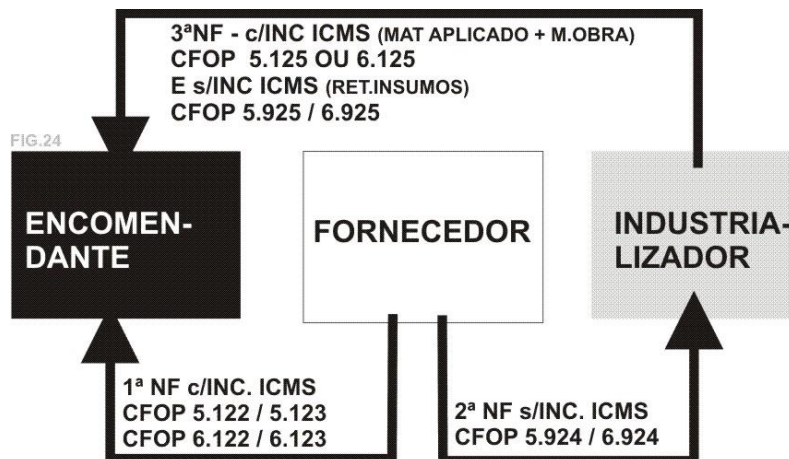 3ªNF - c/INC ICMS (MAT APLICADO + M.OBRA)
CFOP 5.125 OU 6.125
E s/INC ICMS (RET.INSUMOS)
CFOP 5.925 / 6.925
FIG.24
ENCOMEN-
DANTE
FORNECEDOR
INDUSTRIA-
LIZADOR
1ª NF c/INC. ICMS
CFOP 5.122 / 5.123
CFOP 6.122 / 6.123
2ª NF s/INC. ICMS
CFOP 5.924 / 6.924